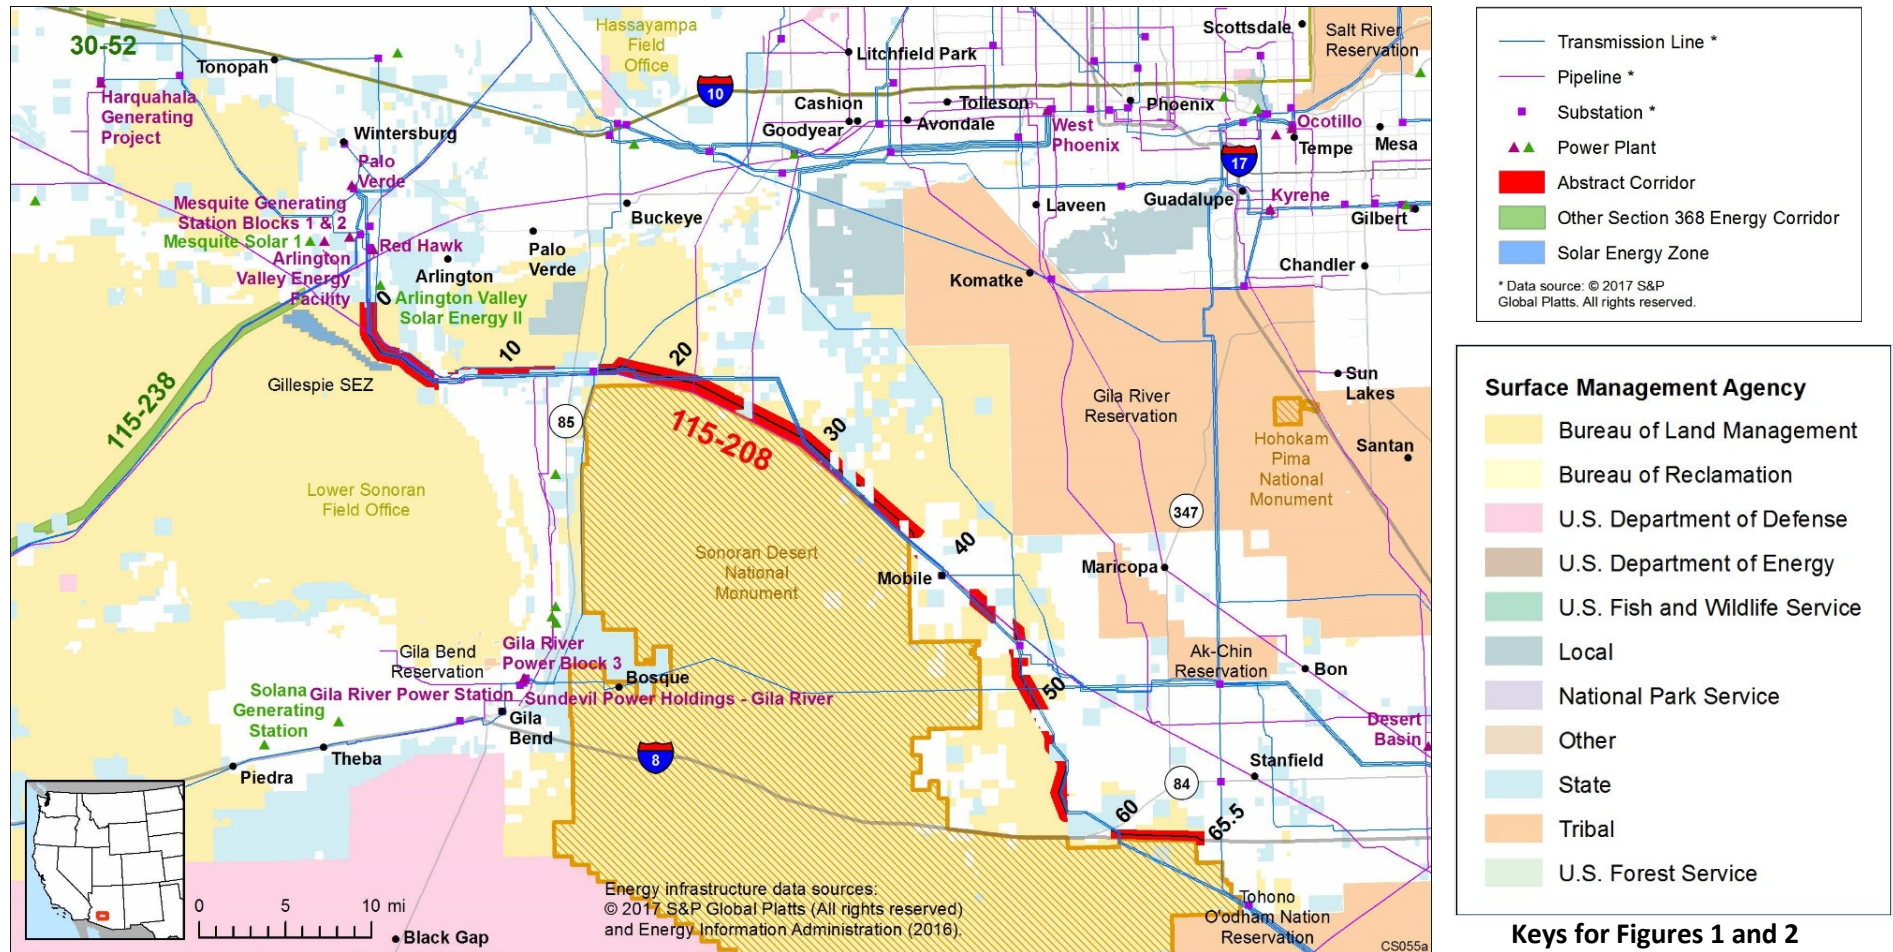 30-52
Tonopah
Harquahala
Generating
Project
Wintersburg
Palo
Verde
Mesquite Generating
Station Blocks 1 & 2
Mesquite Solar 1
Arlington
Valley Energy
Facility
Red Hawk
Arlington
Palo
Verde
Arlington Valley
Solar Energy II
Hassayampa
Field
Office
10
Litchfield Park
Cashion
Goodyear
Tolleson
Avondale
Buckeye
Scottsdale
Salt River
Reservation
Phoenix
West
Phoenix
Ocotillo
Tempe
Mesa
17
Laveen
Guadalupe
Kyrene
Gilbert
Komatke
Chandler
0
10
20
30
40
50
60
65.5
115-238
Gillespie SEZ
85
115-208
Gila River
Reservation
Sun
Lakes
Hohokam
Pima
National
Monument
Santan
Lower Sonoran
Field Office
347
Sonoran Desert
National
Monument
Mobile
Maricopa
Gila Bend
Reservation
Gila River
Power Block 3
Bosque
Ak-Chin
Reservation
Bon
Solana
Generating
Station
Gila River Power Station
Sundevil Power Holdings - Gila River
Gila
Bend
Desert
Basin
Theba
Piedra
8
84
Stanfield
Tohono
O'odham Nation
Reservation
0 5 10 mi
Black Gap
Energy infrastructure data sources:
© 2017 S&P Global Platts (All rights reserved)
and Energy Information Administration (2016).
CS055a
Transmission Line *
Pipeline *
Substation *
Power Plant
Abstract Corridor
Other Section 368 Energy Corridor
Solar Energy Zone
* Data source: © 2017 S&P
Global Platts. All rights reserved.
Surface Management Agency
Bureau of Land Management
Bureau of Reclamation
U.S. Department of Defense
U.S. Department of Energy
U.S. Fish and Wildlife Service
Local
National Park Service
Other
State
Tribal
U.S. Forest Service
Keys for Figures 1 and 2